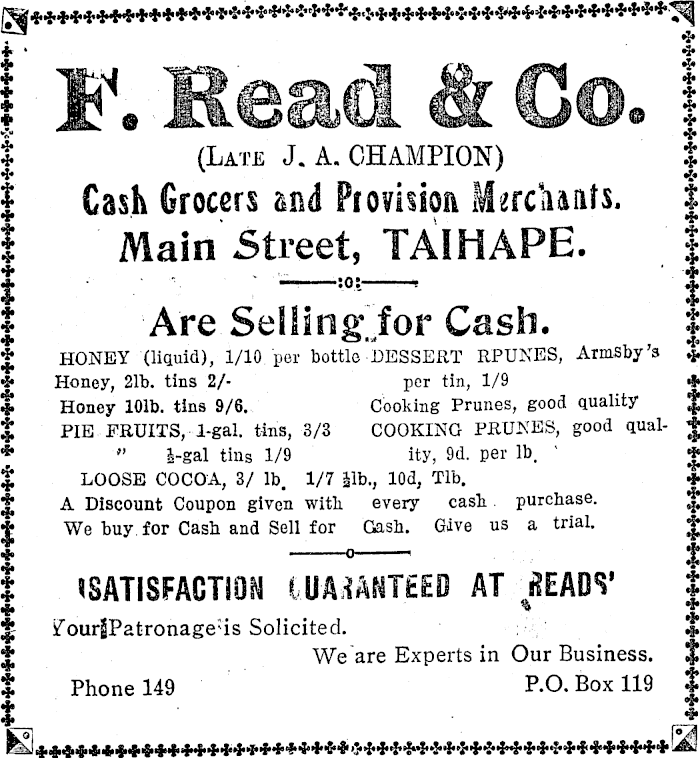 F. Read & Co.
(LATE J. A. CHAMPION)
Cash Grocers and Provision Merchants.
Main Street, TAIHAPE.
:o:
Are Selling for Cash.
HONEY (liquid), 1/10 per bottle
Honey, 2lb. tins 2/-
Honey 10lb. tins 9/6.
PIE FRUITS, 1-gal. tins, 3/3
" ½-gal tins 1/9
DESSERT RPUNES, Armsby's
per tin, 1/9
Cooking Prunes, good quality
COOKING PRUNES, good qual-
ity, 9d. per lb.
LOOSE COCOA, 3/ lb. 1/7 ½lb., 10d, Tlb.
A Discount Coupon given with every cash purchase.
We buy for Cash and Sell for Cash. Give us a trial.
o
SATISFACTION GUARANTEED AT READS'
Your Patronage is Solicited.
We are Experts in Our Business.
Phone 149
P.O. Box 119